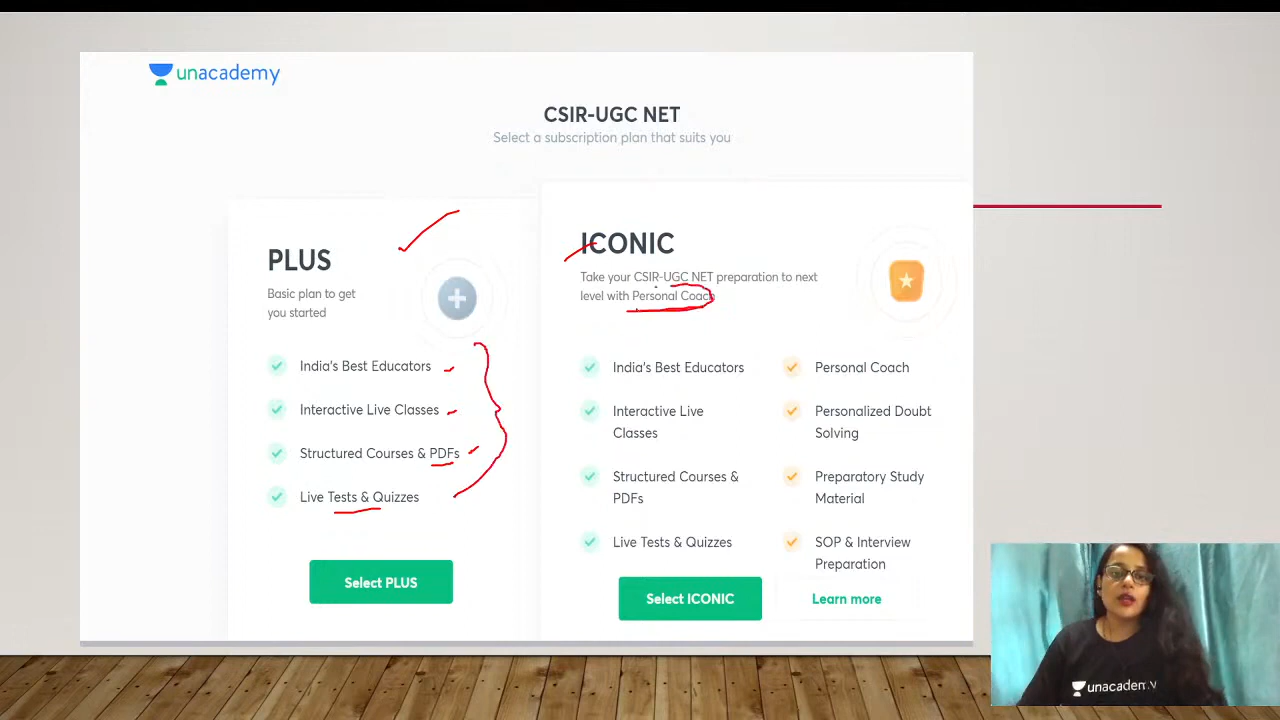 unacademy
CSIR-UGC NET
Select a subscription plan that suits you
PLUS
Basic plan to get
you started
India's Best Educators
Interactive Live Classes
Structured Courses & PDFs
Live Tests & Quizzes
Select PLUS
ICONIC
Take your CSIR-UGC NET preparation to next
level with Personal Coach
India's Best Educators
Interactive Live
Classes
Structured Courses &
PDFs
Live Tests & Quizzes
Personal Coach
Personalized Doubt
Solving
Preparatory Study
Material
SOP & Interview
Preparation
Select ICONIC
Learn more
unacademy